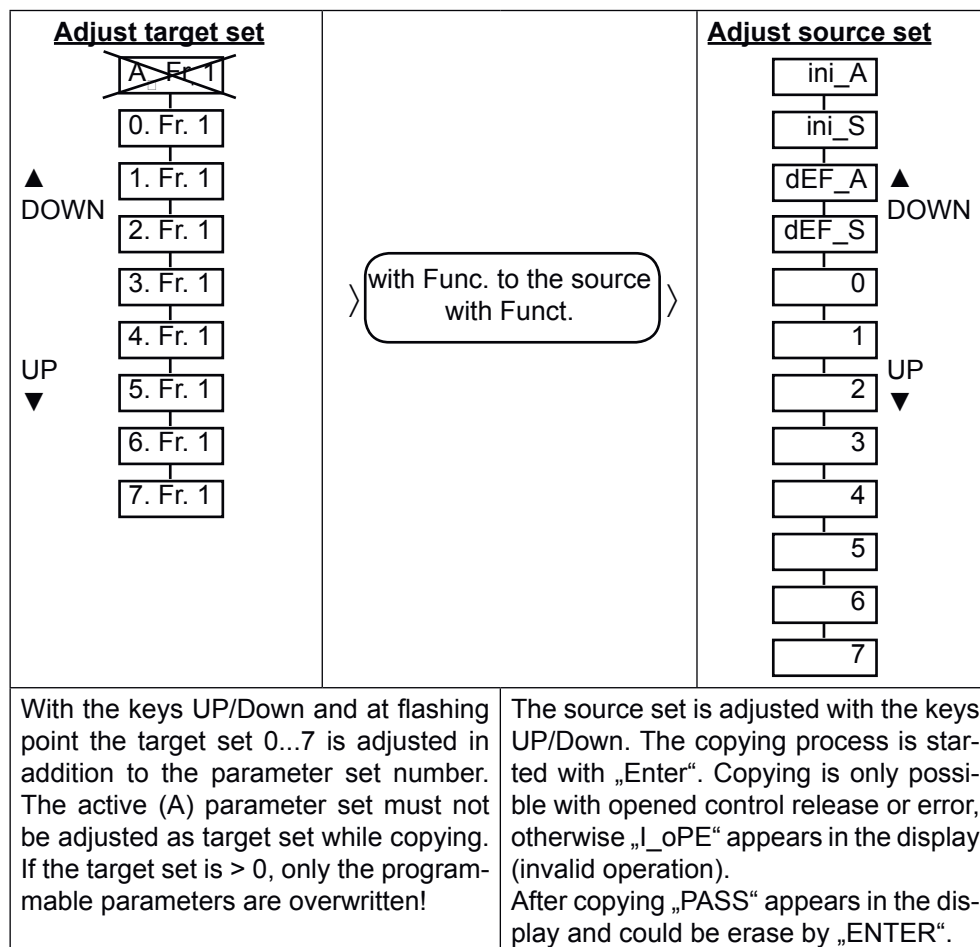 Adjust target set
A. Fr. 1
0. Fr. 1
1. Fr. 1
2. Fr. 1
3. Fr. 1
4. Fr. 1
5. Fr. 1
6. Fr. 1
7. Fr. 1
▲
DOWN
UP
▼
〉
with Func. to the source
with Funct.
〉
Adjust source set
ini_A
ini_S
dEF_A
dEF_S
0
1
2
3
4
5
6
7
▲
DOWN
UP
▼
With the keys UP/Down and at flashing
point the target set 0...7 is adjusted in
addition to the parameter set number.
The active (A) parameter set must not
be adjusted as target set while copying.
If the target set is > 0, only the program-
mable parameters are overwritten!
The source set is adjusted with the keys
UP/Down. The copying process is star-
ted with „Enter“. Copying is only possi-
ble with opened control release or error,
otherwise „I_oPE“ appears in the display
(invalid operation).
After copying „PASS“ appears in the dis-
play and could be erase by „ENTER“.